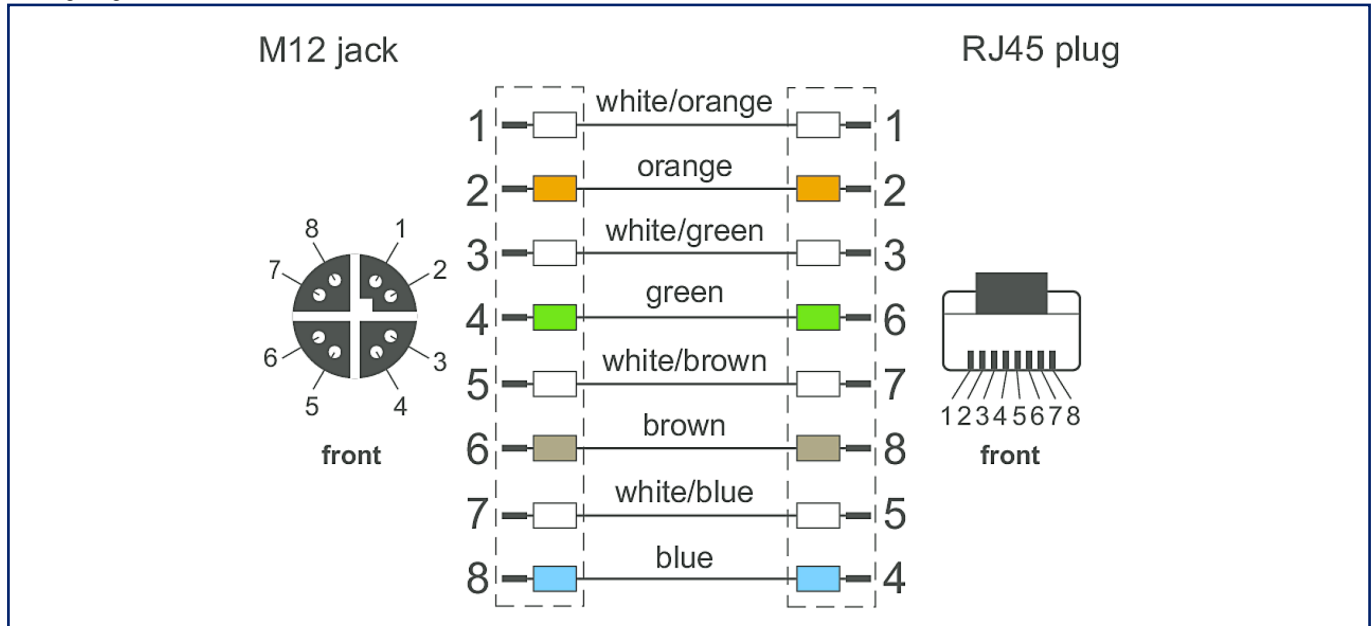 M12 jack
RJ45 plug
white/orange
1 1
orange
2 2
white/green
3 3
green
4 6
white/brown
5 7
brown
6 8
white/blue
7 5
blue
8 4
8 1
7 2
6 3
5 4
front
12345678
front